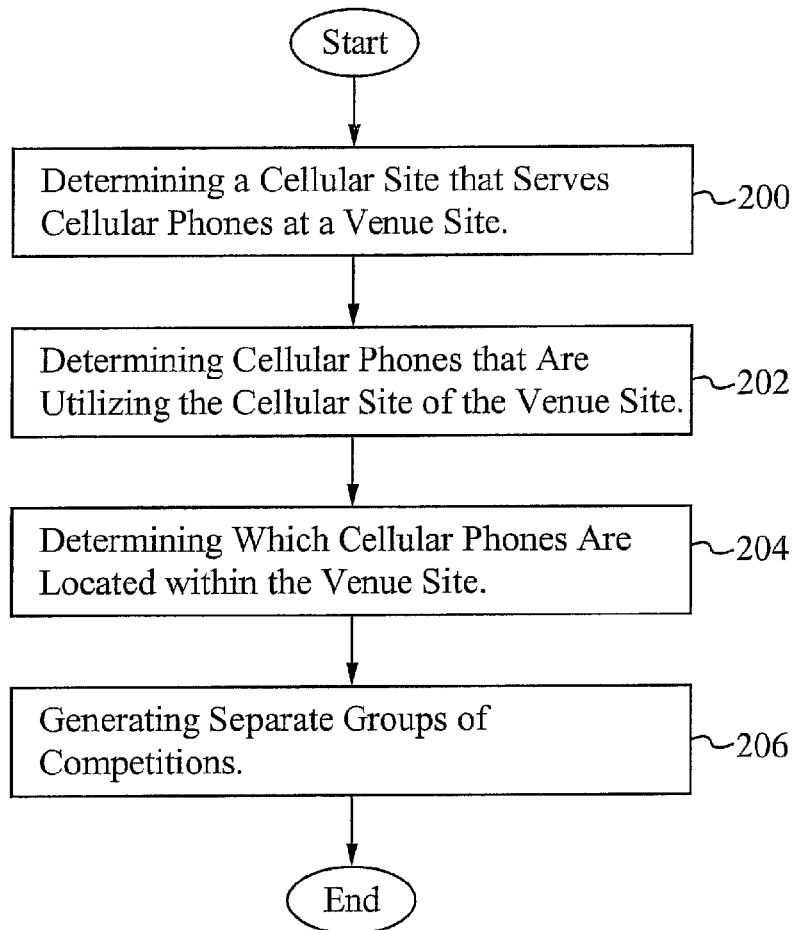 Start
Determining a Cellular Site that Serves
Cellular Phones at a Venue Site.
200
Determining Cellular Phones that Are
Utilizing the Cellular Site of the Venue Site.
202
Determining Which Cellular Phones Are
Located within the Venue Site.
204
Generating Separate Groups of
Competitions.
206
End